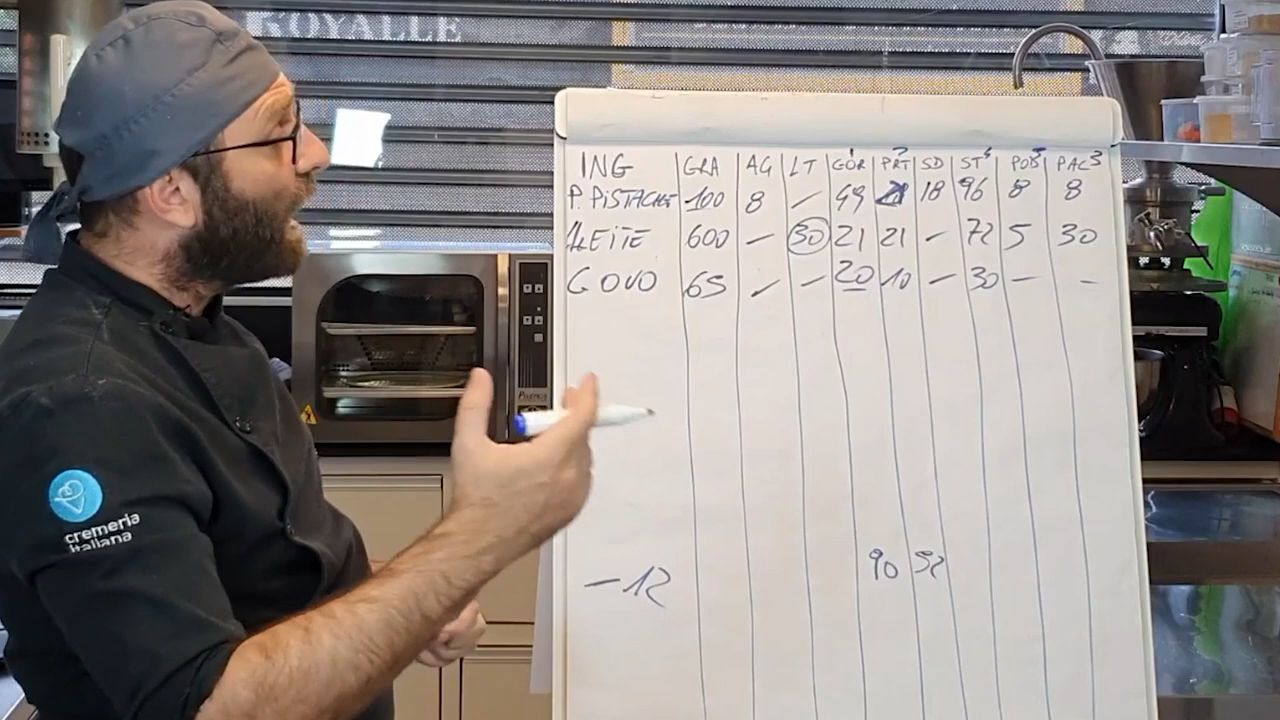 ROYALLE
ING GRA AG LT GOR PRT SD ST POD PAC
P. PISTACHE 100 8 - 49 18 96 8 8
LEITE 600 - 30 21 21 - 72 5 30
G OVO 65 - - 20 10 - 30 - -
90 52
-12
cremeria
italiana